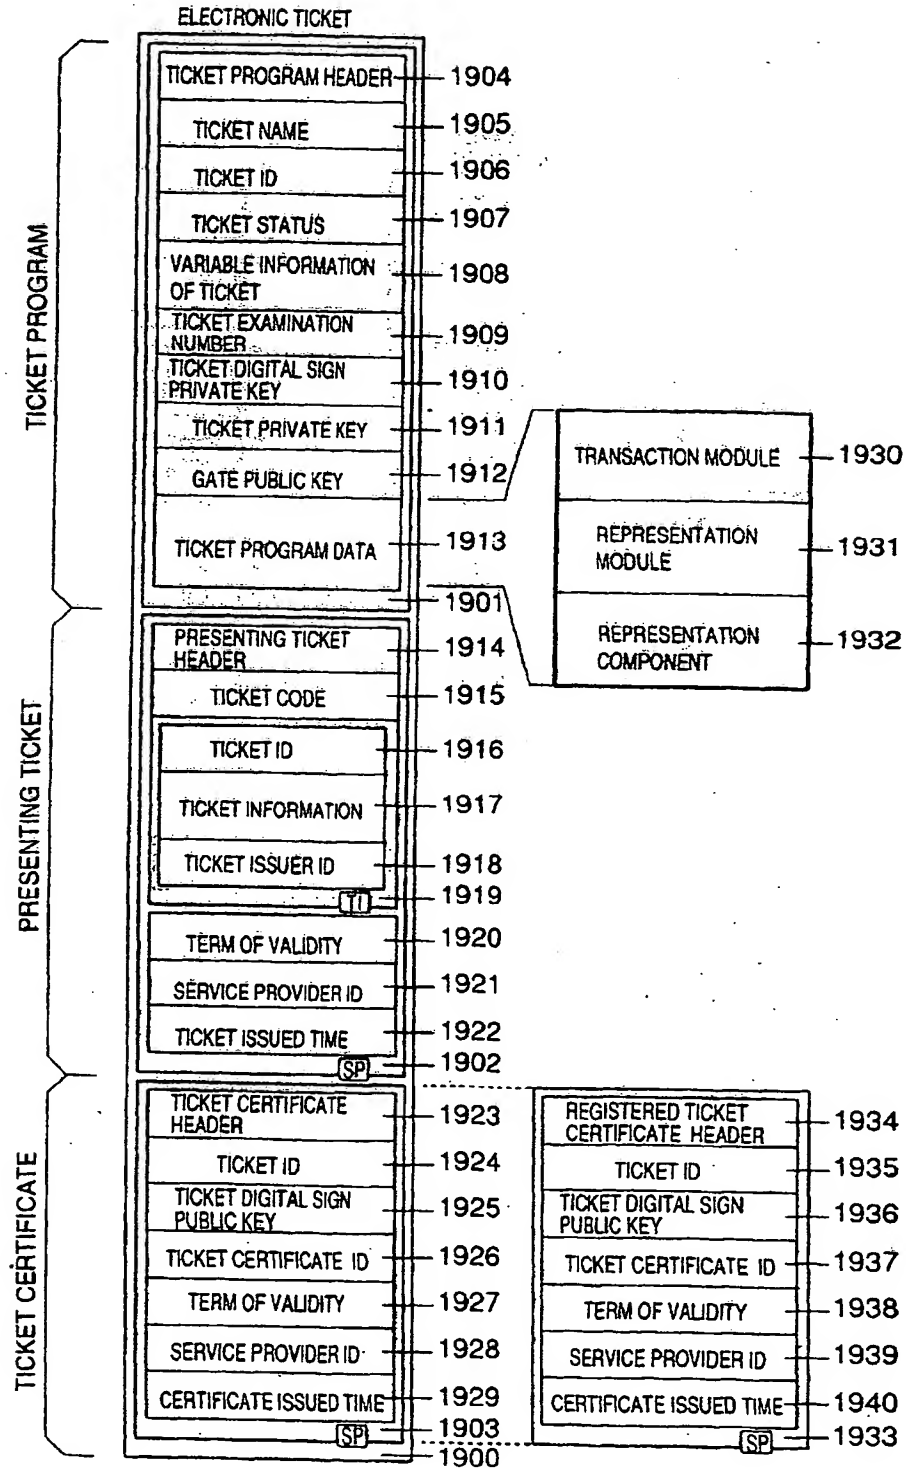 ELECTRONIC TICKET
TICKET PROGRAM
TICKET PROGRAM HEADER 1904
TICKET NAME 1905
TICKET ID 1906
TICKET STATUS 1907
VARIABLE INFORMATION
OF TICKET 1908
TICKET EXAMINATION
NUMBER 1909
TICKET DIGITAL SIGN
PRIVATE KEY 1910
TICKET PRIVATE KEY 1911
GATE PUBLIC KEY 1912
TICKET PROGRAM DATA 1913
1901
TRANSACTION MODULE 1930
REPRESENTATION
MODULE 1931
REPRESENTATION
COMPONENT 1932
PRESENTING TICKET
PRESENTING TICKET
HEADER 1914
TICKET CODE 1915
TICKET ID 1916
TICKET INFORMATION 1917
TICKET ISSUER ID 1918
TI 1919
TERM OF VALIDITY 1920
SERVICE PROVIDER ID 1921
TICKET ISSUED TIME 1922
SP 1902
TICKET CERTIFICATE
TICKET CERTIFICATE
HEADER 1923
TICKET ID 1924
TICKET DIGITAL SIGN
PUBLIC KEY 1925
TICKET CERTIFICATE ID 1926
TERM OF VALIDITY 1927
SERVICE PROVIDER ID 1928
CERTIFICATE ISSUED TIME 1929
SP 1903
1900
REGISTERED TICKET
CERTIFICATE HEADER 1934
TICKET ID 1935
TICKET DIGITAL SIGN
PUBLIC KEY 1936
TICKET CERTIFICATE ID 1937
TERM OF VALIDITY 1938
SERVICE PROVIDER ID 1939
CERTIFICATE ISSUED TIME 1940
SP 1933